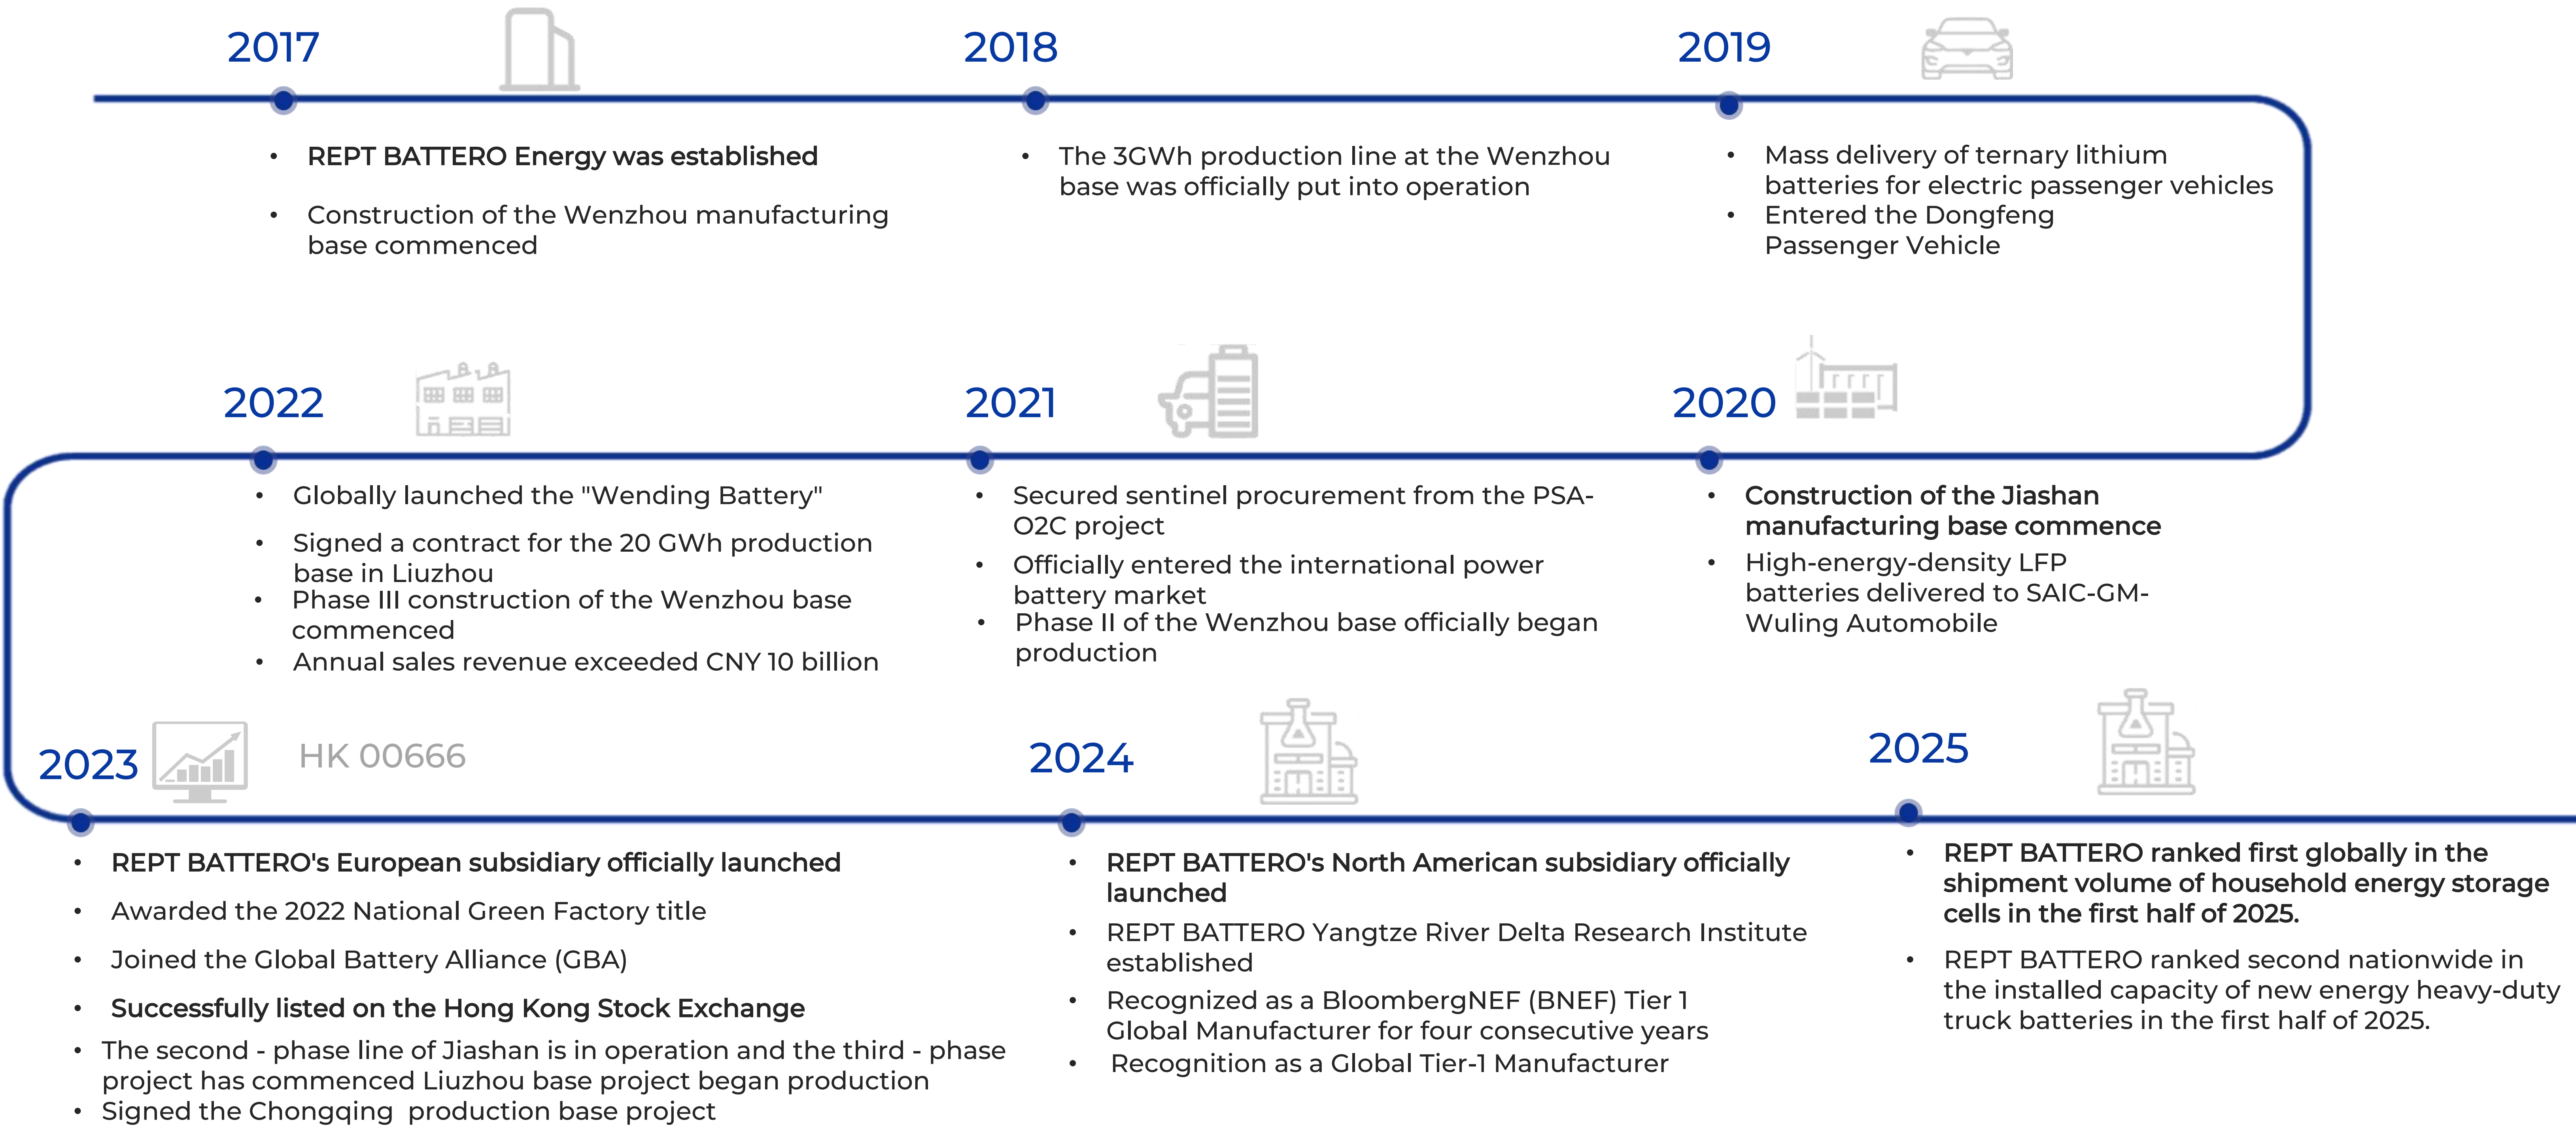 2017
REPT BATTERO Energy was established
Construction of the Wenzhou manufacturing
base commenced
2018
The 3GWh production line at the Wenzhou
base was officially put into operation
2019
Mass delivery of ternary lithium
batteries for electric passenger vehicles
Entered the Dongfeng
Passenger Vehicle
2020
Construction of the Jiashan
manufacturing base commence
High-energy-density LFP
batteries delivered to SAIC-GM-
Wuling Automobile
2021
Secured sentinel procurement from the PSA-
O2C project
Officially entered the international power
battery market
Phase II of the Wenzhou base officially began
production
2022
Globally launched the "Wending Battery"
Signed a contract for the 20 GWh production
base in Liuzhou
Phase III construction of the Wenzhou base
commenced
Annual sales revenue exceeded CNY 10 billion
2023
HK 00666
REPT BATTERO's European subsidiary officially launched
Awarded the 2022 National Green Factory title
Joined the Global Battery Alliance (GBA)
Successfully listed on the Hong Kong Stock Exchange
The second - phase line of Jiashan is in operation and the third - phase
project has commenced Liuzhou base project began production
Signed the Chongqing  production base project
2024
REPT BATTERO's North American subsidiary officially
launched
REPT BATTERO Yangtze River Delta Research Institute
established
Recognized as a BloombergNEF (BNEF) Tier 1
Global Manufacturer for four consecutive years
Recognition as a Global Tier-1 Manufacturer
2025
REPT BATTERO ranked first globally in the
shipment volume of household energy storage
cells in the first half of 2025.
REPT BATTERO ranked second nationwide in
the installed capacity of new energy heavy-duty
truck batteries in the first half of 2025.